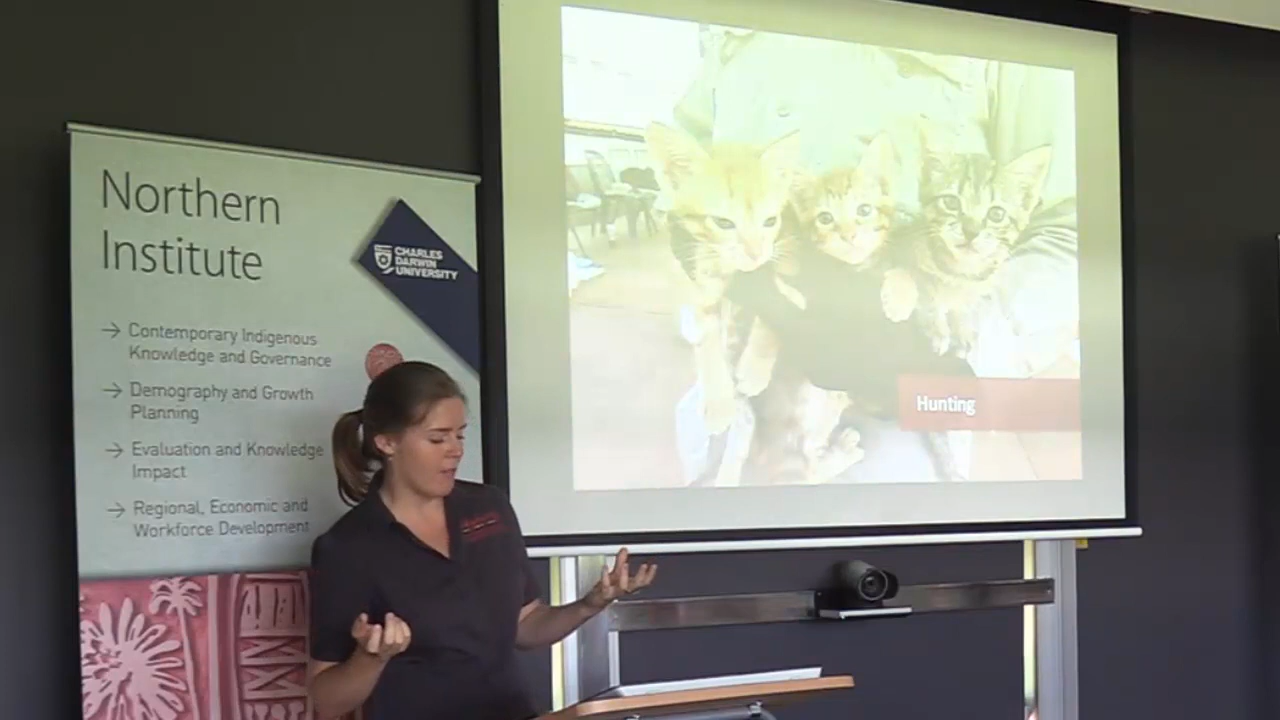 Northern
Institute
CHARLES
DARWIN
UNIVERSITY
→ Contemporary Indigenous
Knowledge and Governance
→ Demography and Growth
Planning
→ Evaluation and Knowledge
Impact
→ Regional, Economic and
Workforce Development
Hunting